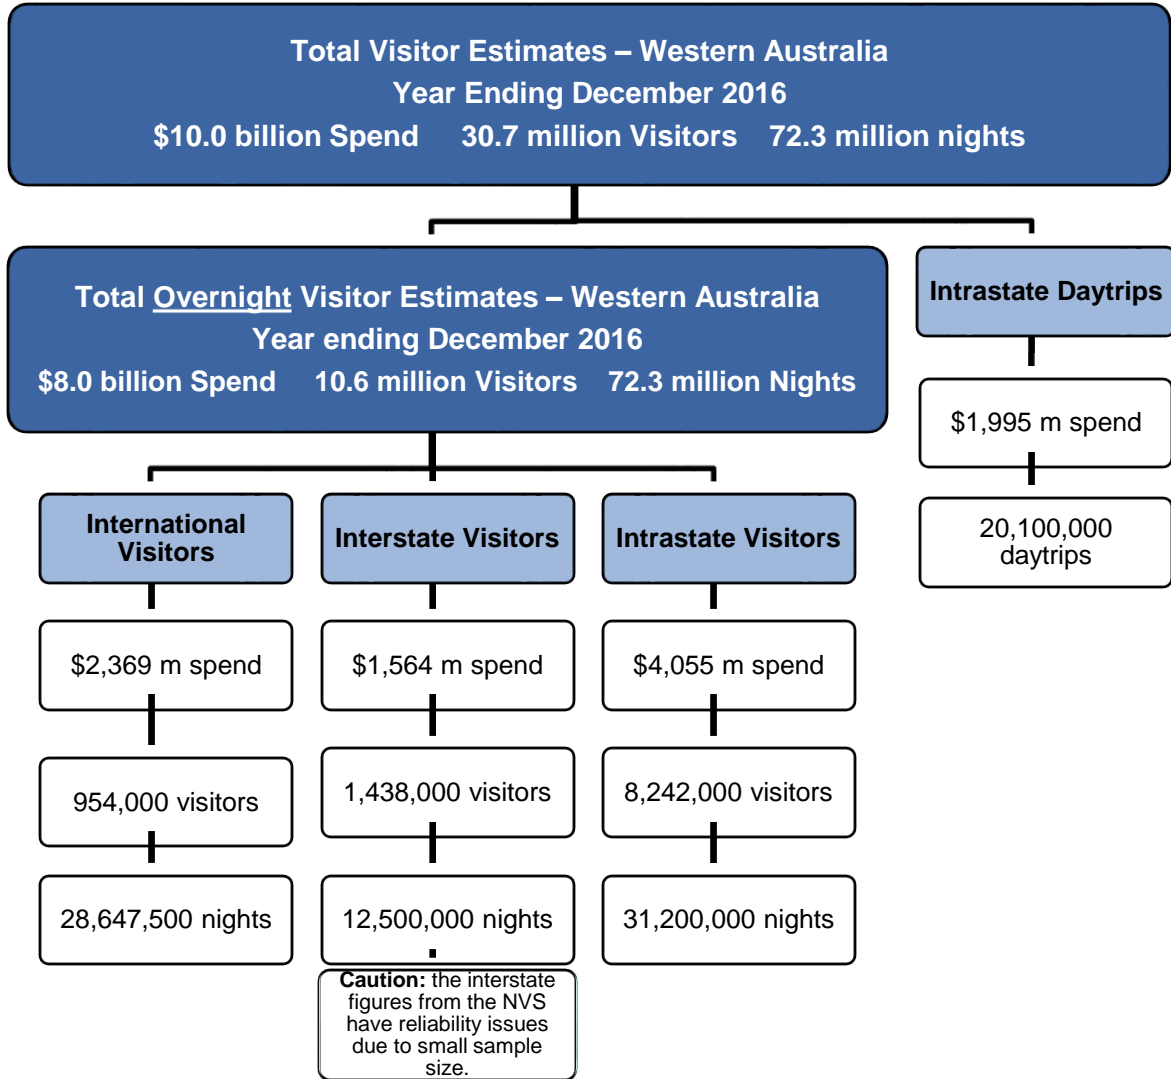 Total Visitor Estimates – Western Australia
Year Ending December 2016
$10.0 billion Spend 30.7 million Visitors 72.3 million nights
Total Overnight Visitor Estimates – Western Australia
Year ending December 2016
$8.0 billion Spend 10.6 million Visitors 72.3 million Nights
Intrastate Daytrips
$1,995 m spend
20,100,000
daytrips
International
Visitors
$2,369 m spend
954,000 visitors
28,647,500 nights
Interstate Visitors
$1,564 m spend
1,438,000 visitors
12,500,000 nights
Caution: the interstate
figures from the NVS
have reliability issues
due to small sample
size.
Intrastate Visitors
$4,055 m spend
8,242,000 visitors
31,200,000 nights